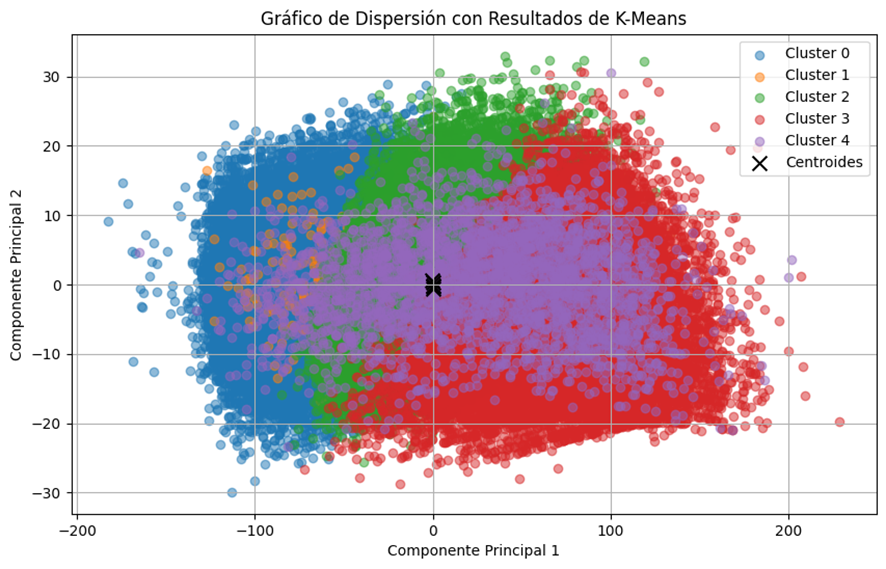 Gráfico de Dispersión con Resultados de K-Means
Cluster 0
Cluster 1
Cluster 2
Cluster 3
Cluster 4
Centroides
Componente Principal 2
30
20
10
0
−10
−20
−30
−200
−100
0
100
200
Componente Principal 1